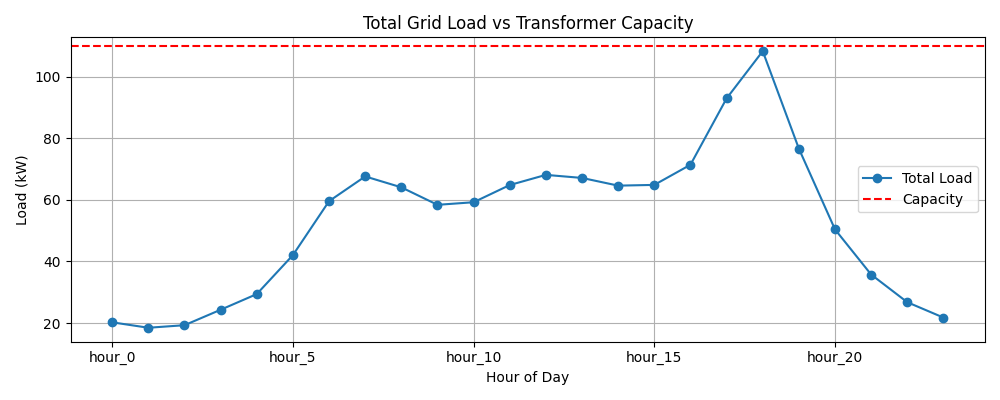 Total Grid Load vs Transformer Capacity
Load (kW)
100
80
60
40
20
Total Load
Capacity
hour_0 hour_5 hour_10 hour_15 hour_20
Hour of Day